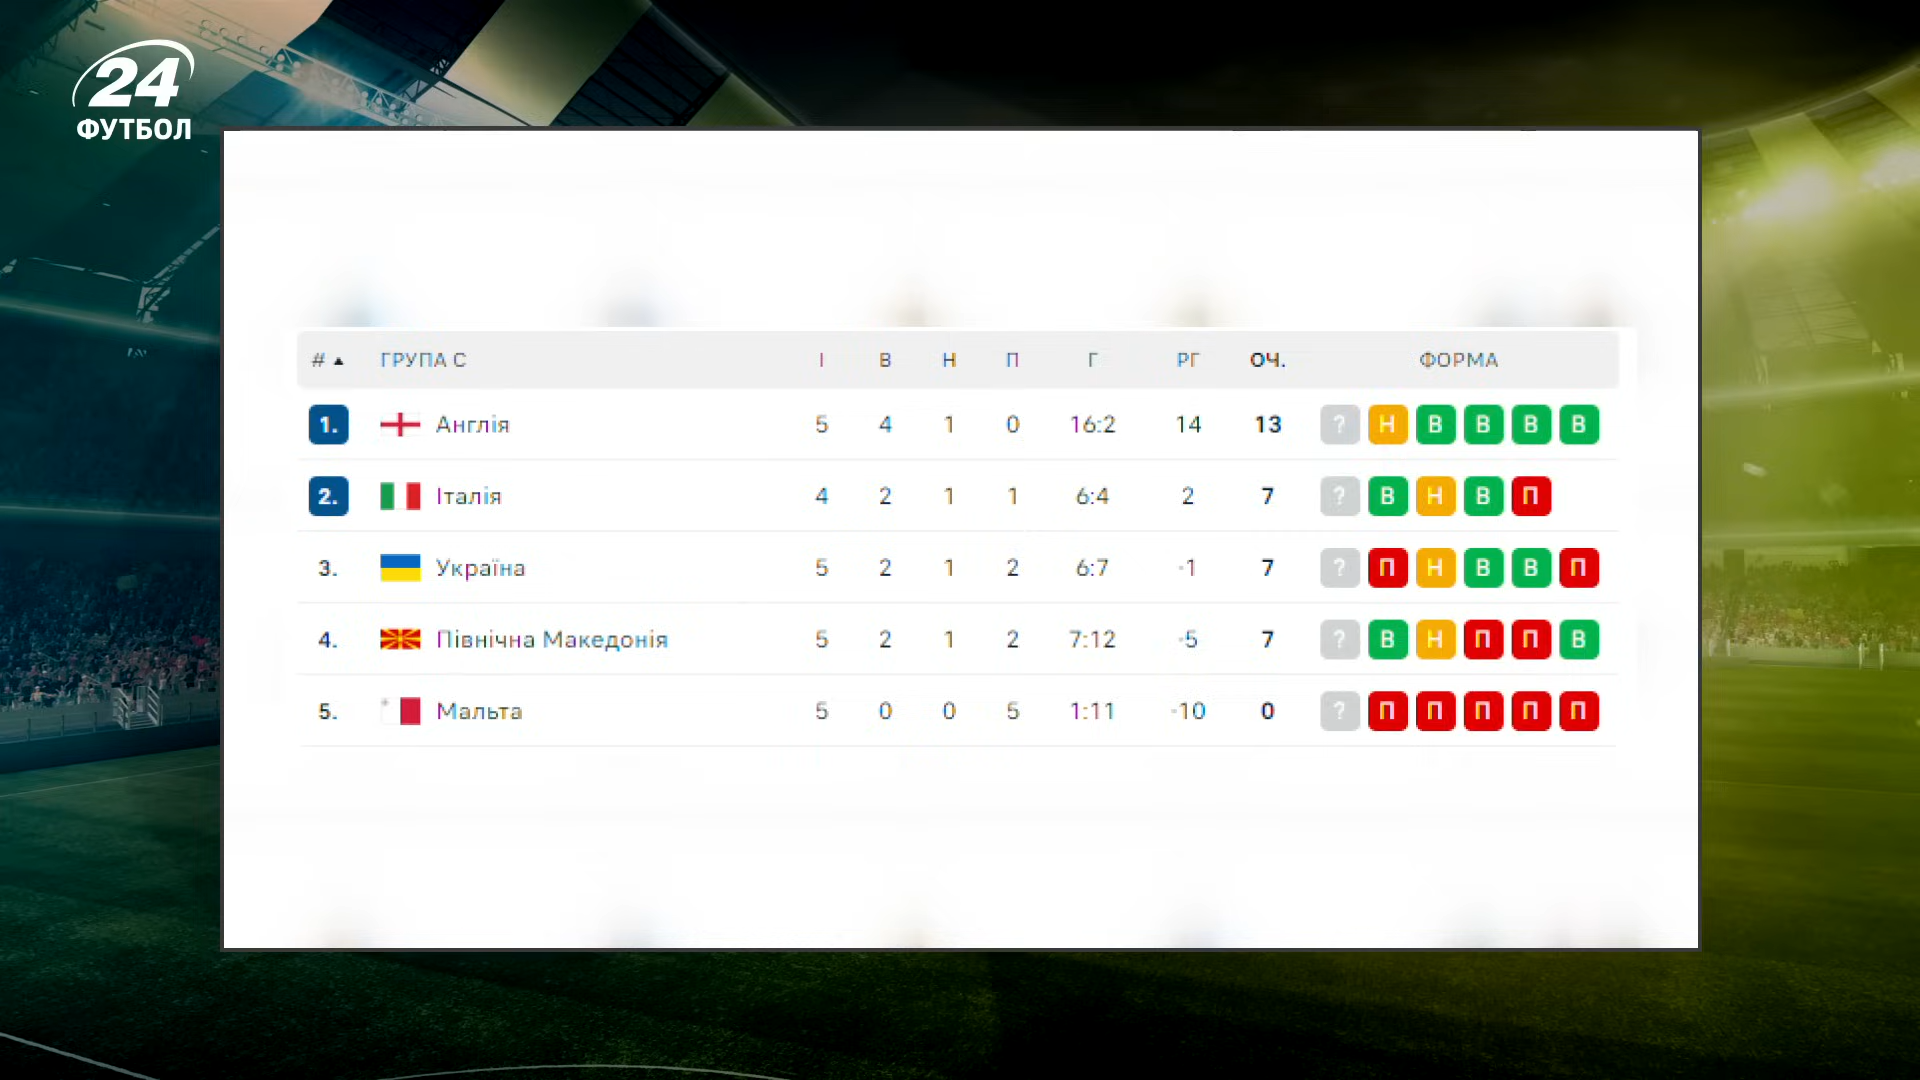 24
ФУТБОЛ
# ▲ ГРУПА C І В Н П Г РГ ОЧ. ФОРМА
1. Англія 5 4 1 0 16:2 14 13 ? Н В В В В
2. Італія 4 2 1 1 6:4 2 7 ? В Н В П
3. Україна 5 2 1 2 6:7 -1 7 ? П Н В В П
4. Північна Македонія 5 2 1 2 7:12 -5 7 ? В Н П П В
5. Мальта 5 0 0 5 1:11 -10 0 ? П П П П П